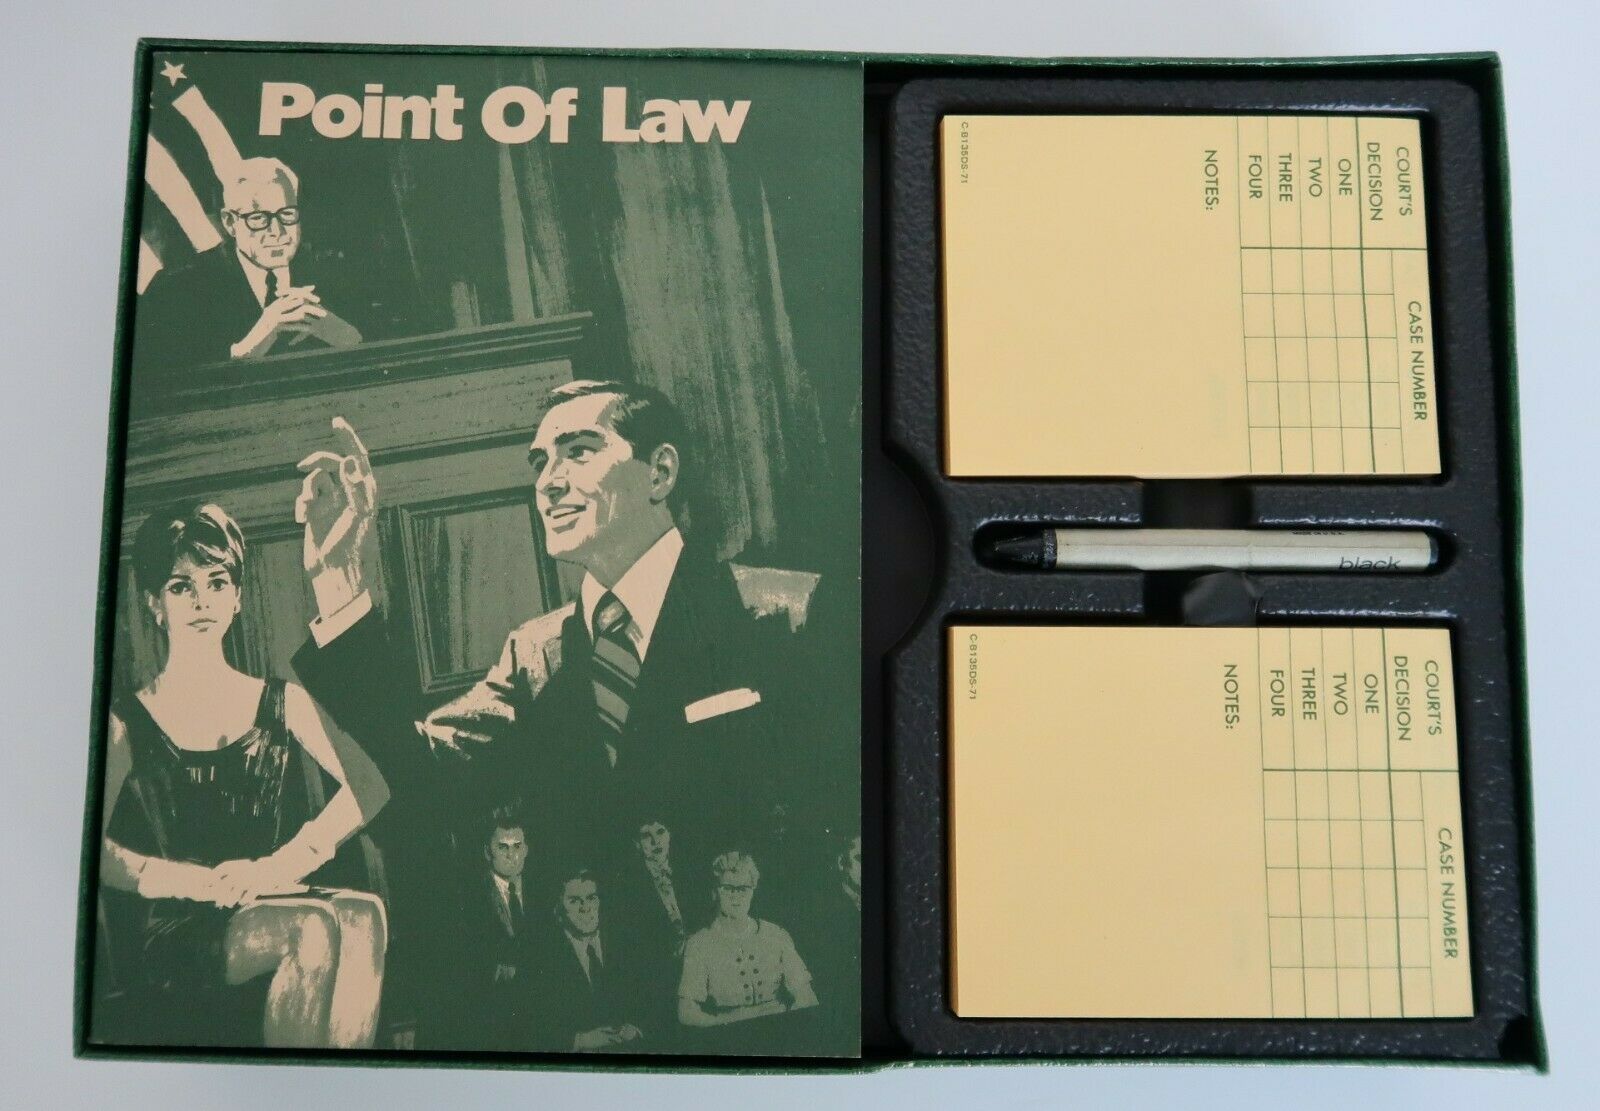 Point Of Law
COURT'S
DECISION
CASE NUMBER
ONE
TWO
THREE
FOUR
NOTES:
C-B135DS-71
black
COURT'S
DECISION
CASE NUMBER
ONE
TWO
THREE
FOUR
NOTES:
C-B135DS-71